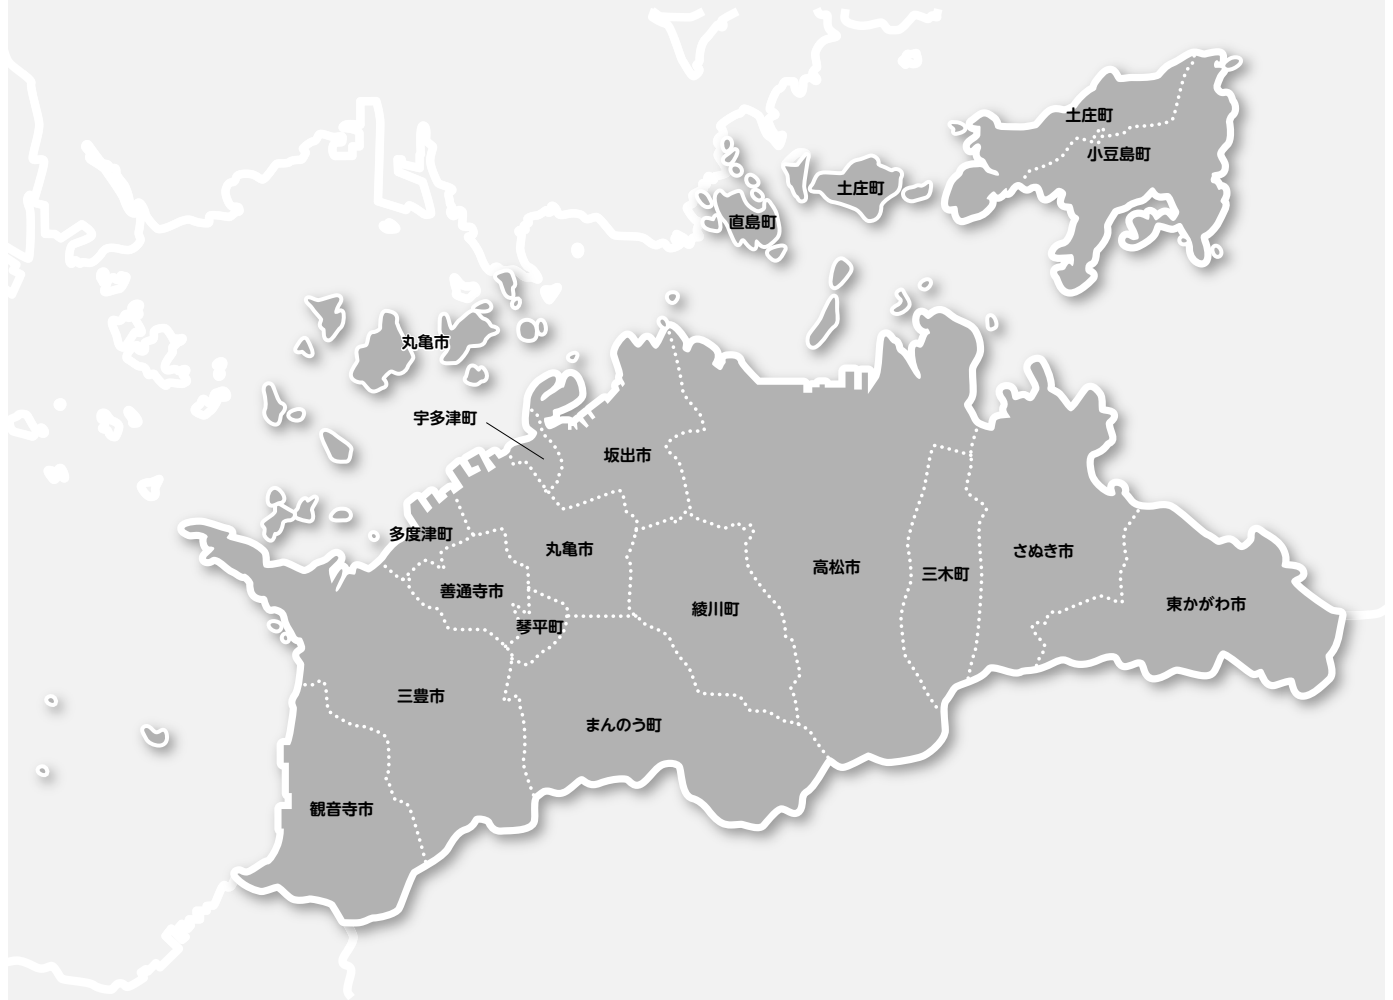 土庄町
小豆島町
土庄町
直島町
丸亀市
宇多津町
坂出市
多度津町
丸亀市
さぬき市
高松市
三木町
善通寺市
東かがわ市
綾川町
琴平町
三豊市
まんのう町
観音寺市